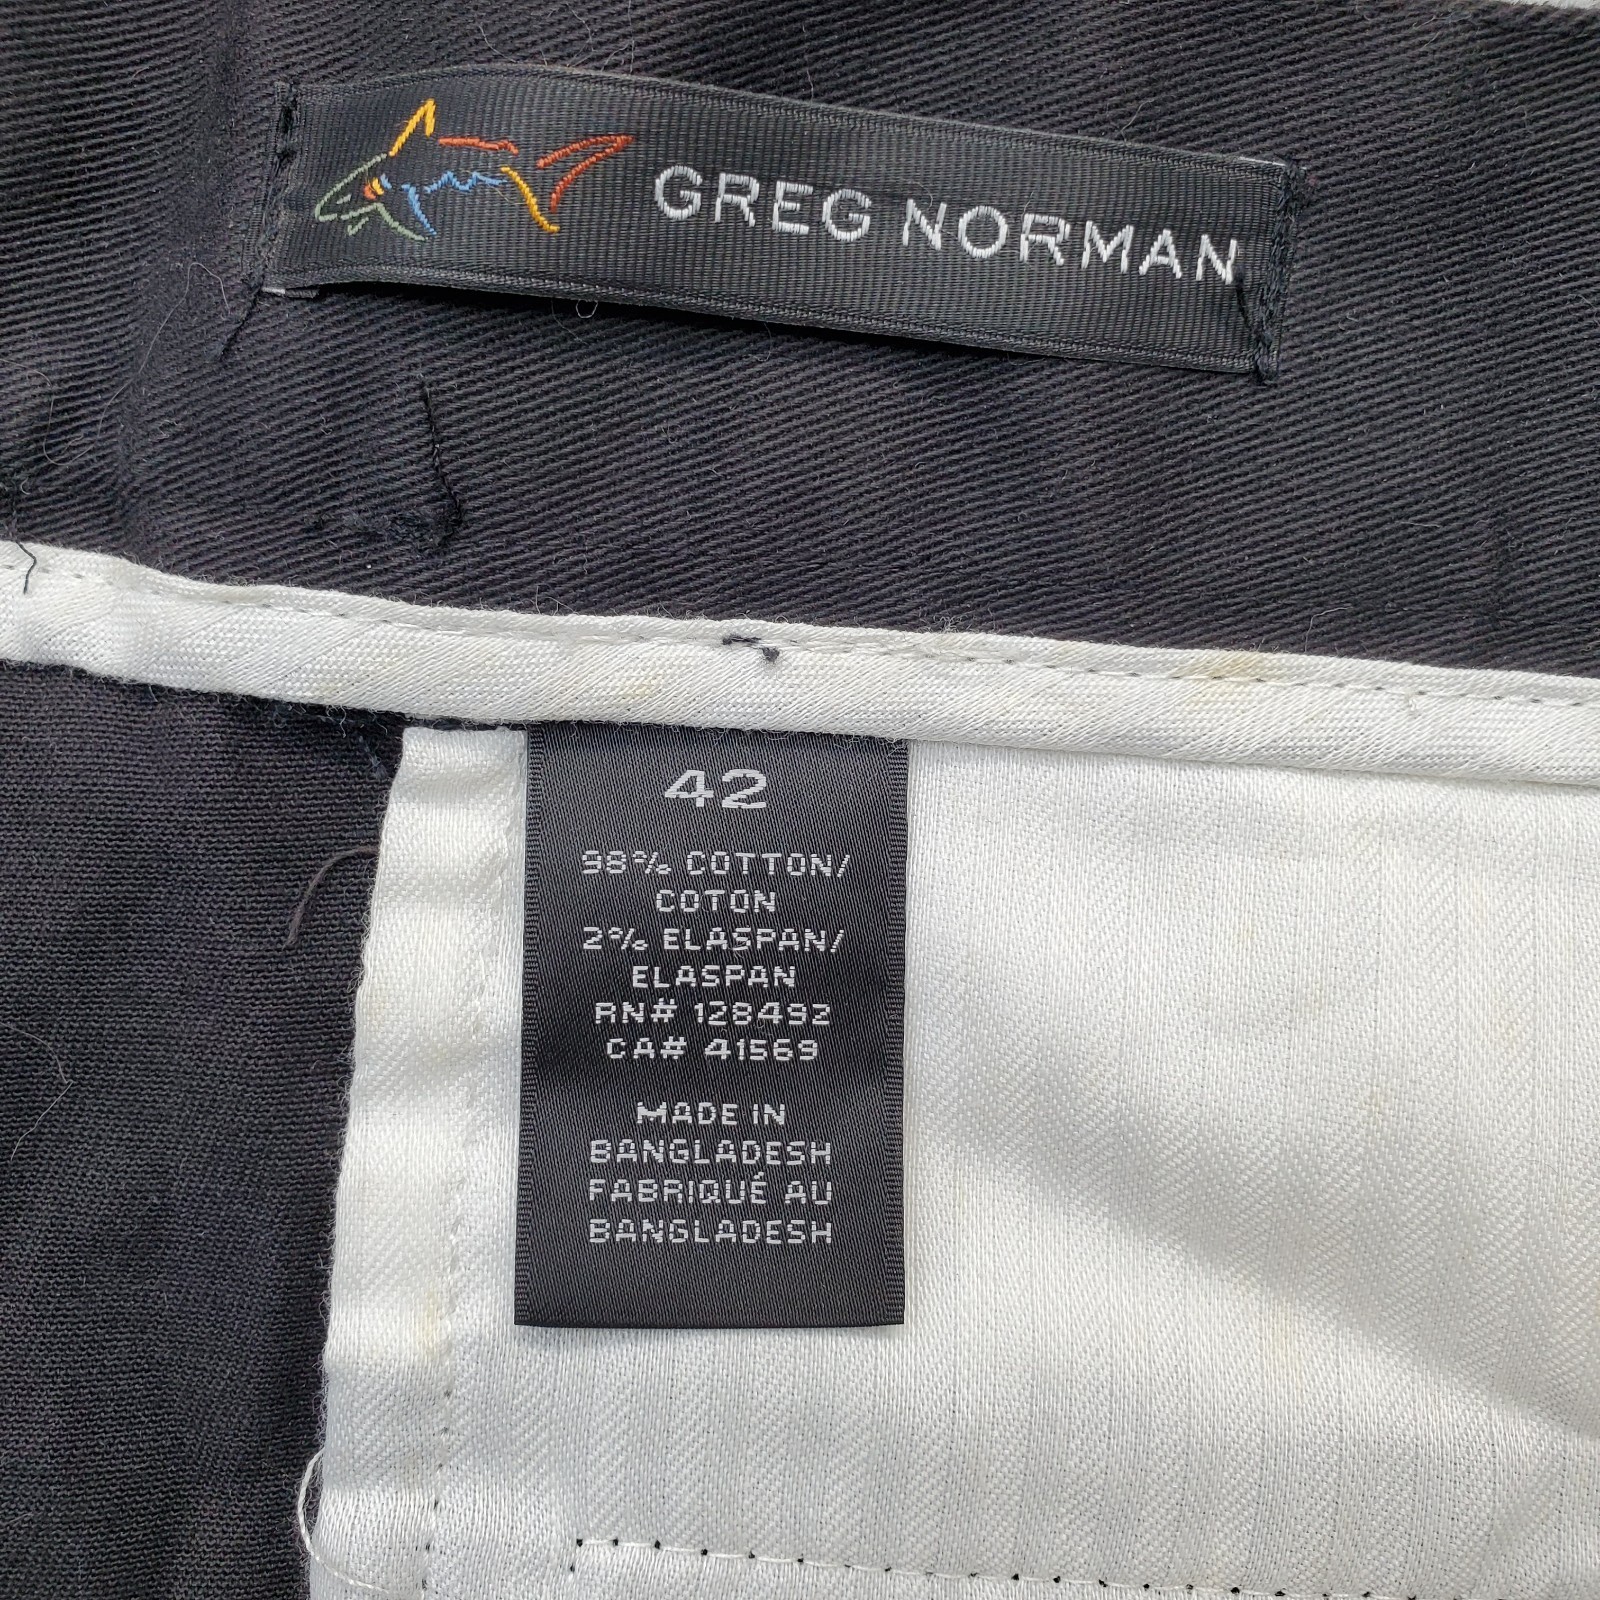 GREG NORMAN
42
98% COTTON/
COTON
2% ELASPAN/
ELASPAN
RN# 128492
CA# 41569
MADE IN
BANGLADESH
FABRIQUÉ AU
BANGLADESH